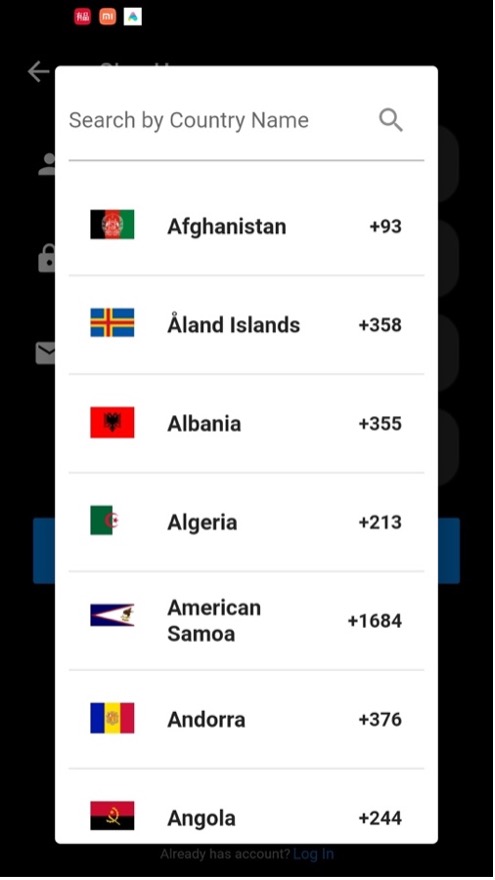 Search by Country Name
Afghanistan +93
Åland Islands +358
Albania +355
Algeria +213
American
Samoa +1684
Andorra +376
Angola +244
Already has account? Log In